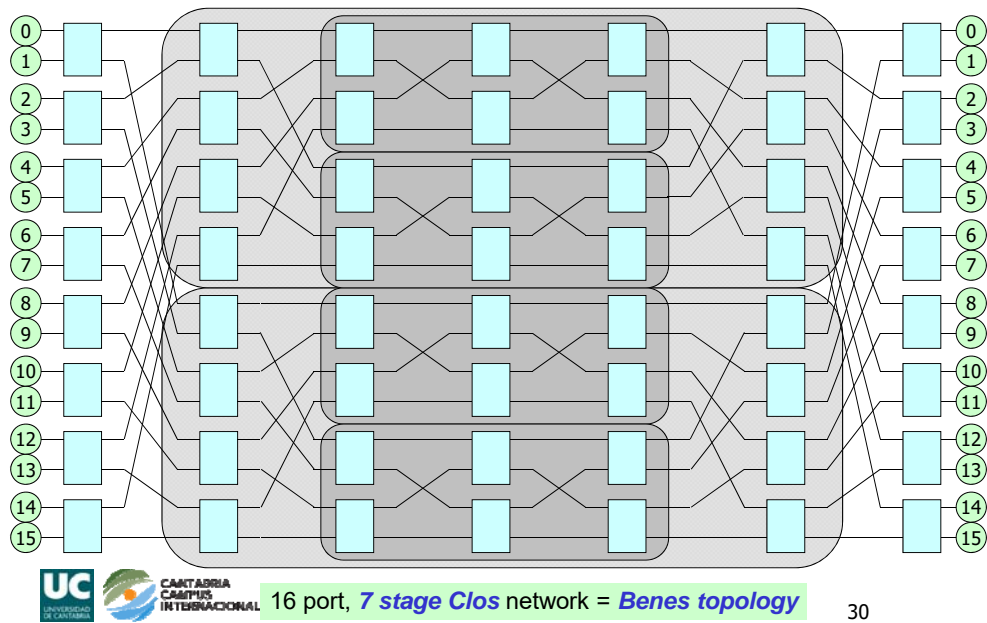 0 0
1 1
2 2
3 3
4 4
5 5
6 6
7 7
8 8
9 9
10 10
11 11
12 12
13 13
14 14
15 15
UC
UNIVERSIDAD
DE CANTABRIA
CANTABRIA
CAMPUS
INTERNACIONAL
16 port, 7 stage Clos network = Benes topology
30